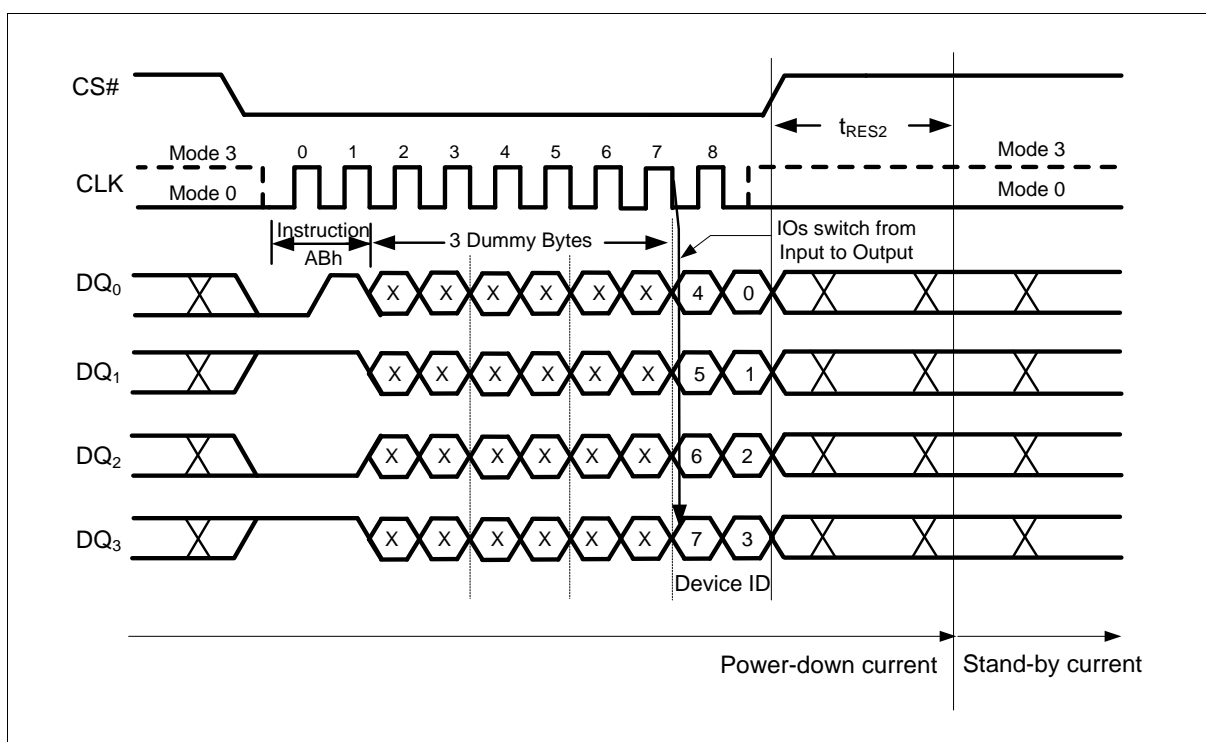 CS#
tRES2
0 1 2 3 4 5 6 7 8
Mode 3
Mode 3
CLK
Mode 0
Mode 0
Instruction
ABh
3 Dummy Bytes
IOs switch from
Input to Output
DQ0
X X X X X X 4 0
DQ1
X X X X X X 5 1
DQ2
X X X X X X 6 2
DQ3
X X X X X X 7 3
Device ID
Power-down current
Stand-by current